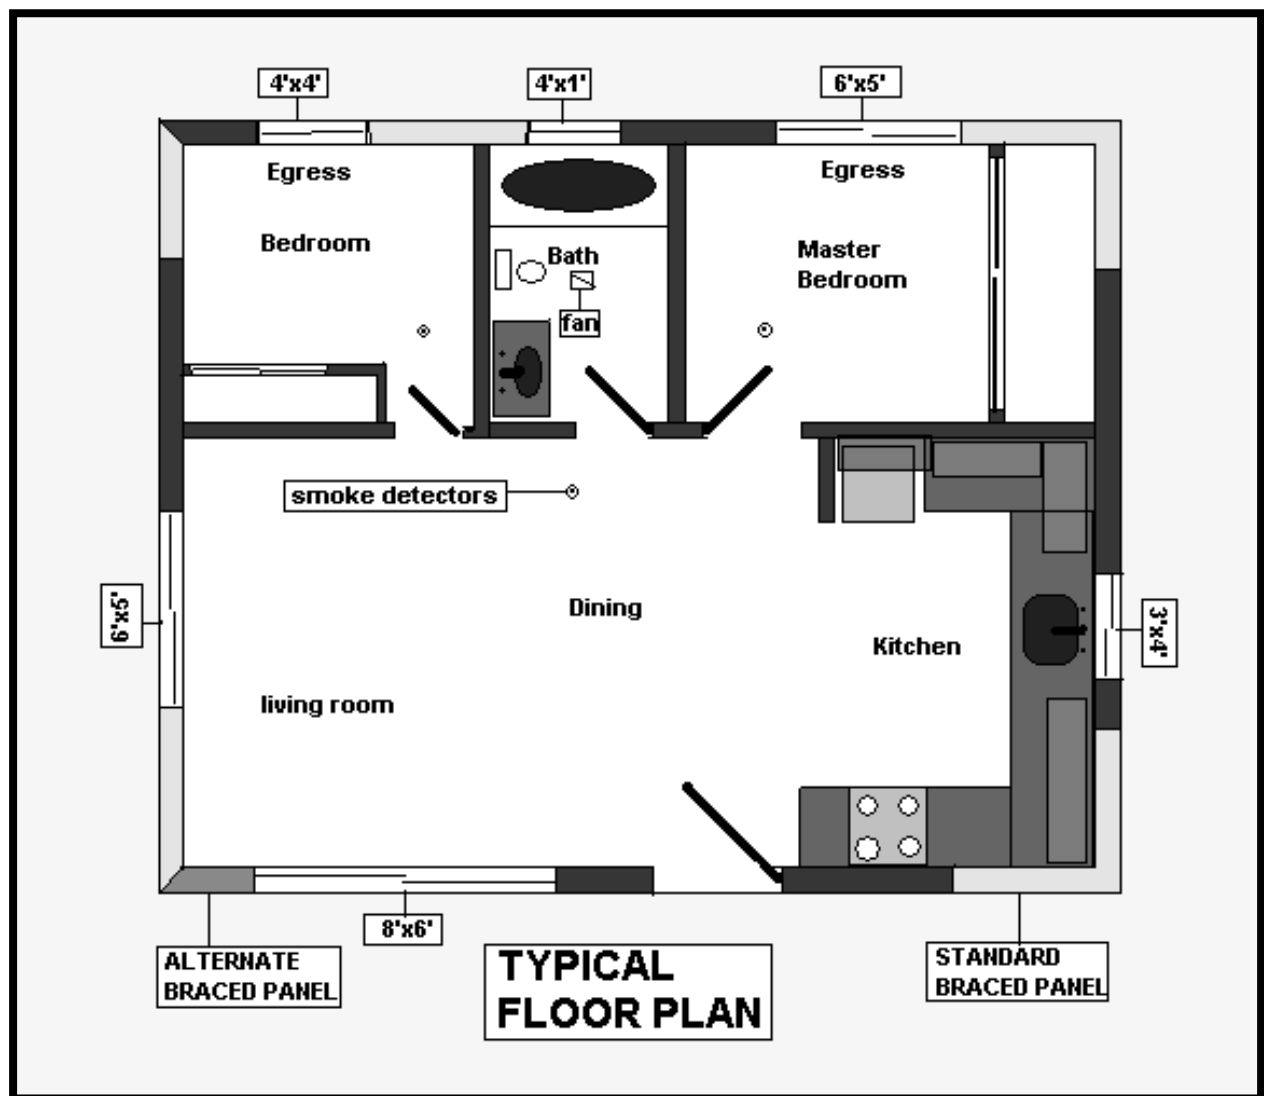 4'x4'
4'x1'
6'x5'
Egress
Egress
Bedroom
Bath
Master
Bedroom
fan
smoke detectors
6'x5'
Dining
3'x4'
Kitchen
living room
8'x6'
ALTERNATE
BRACED PANEL
TYPICAL
FLOOR PLAN
STANDARD
BRACED PANEL